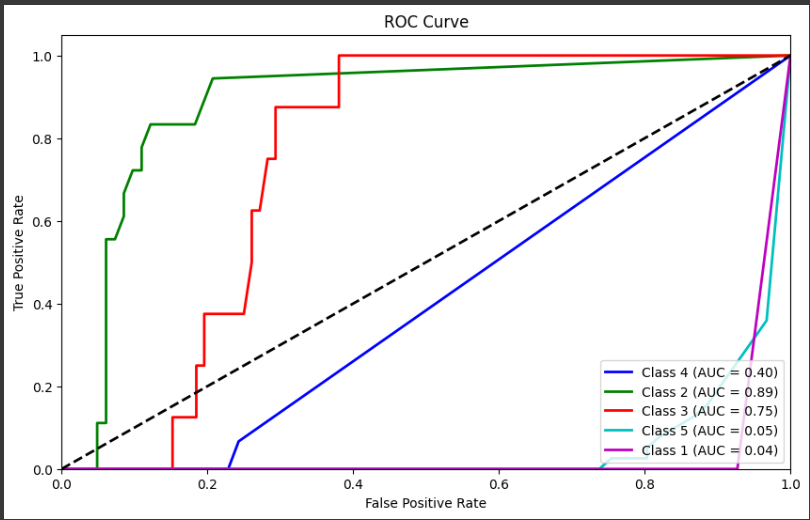 ROC Curve
1.0
0.8
0.6
0.4
0.2
0.0
True Positive Rate
Class 4 (AUC = 0.40)
Class 2 (AUC = 0.89)
Class 3 (AUC = 0.75)
Class 5 (AUC = 0.05)
Class 1 (AUC = 0.04)
0.0 0.2 0.4 0.6 0.8 1.0
False Positive Rate